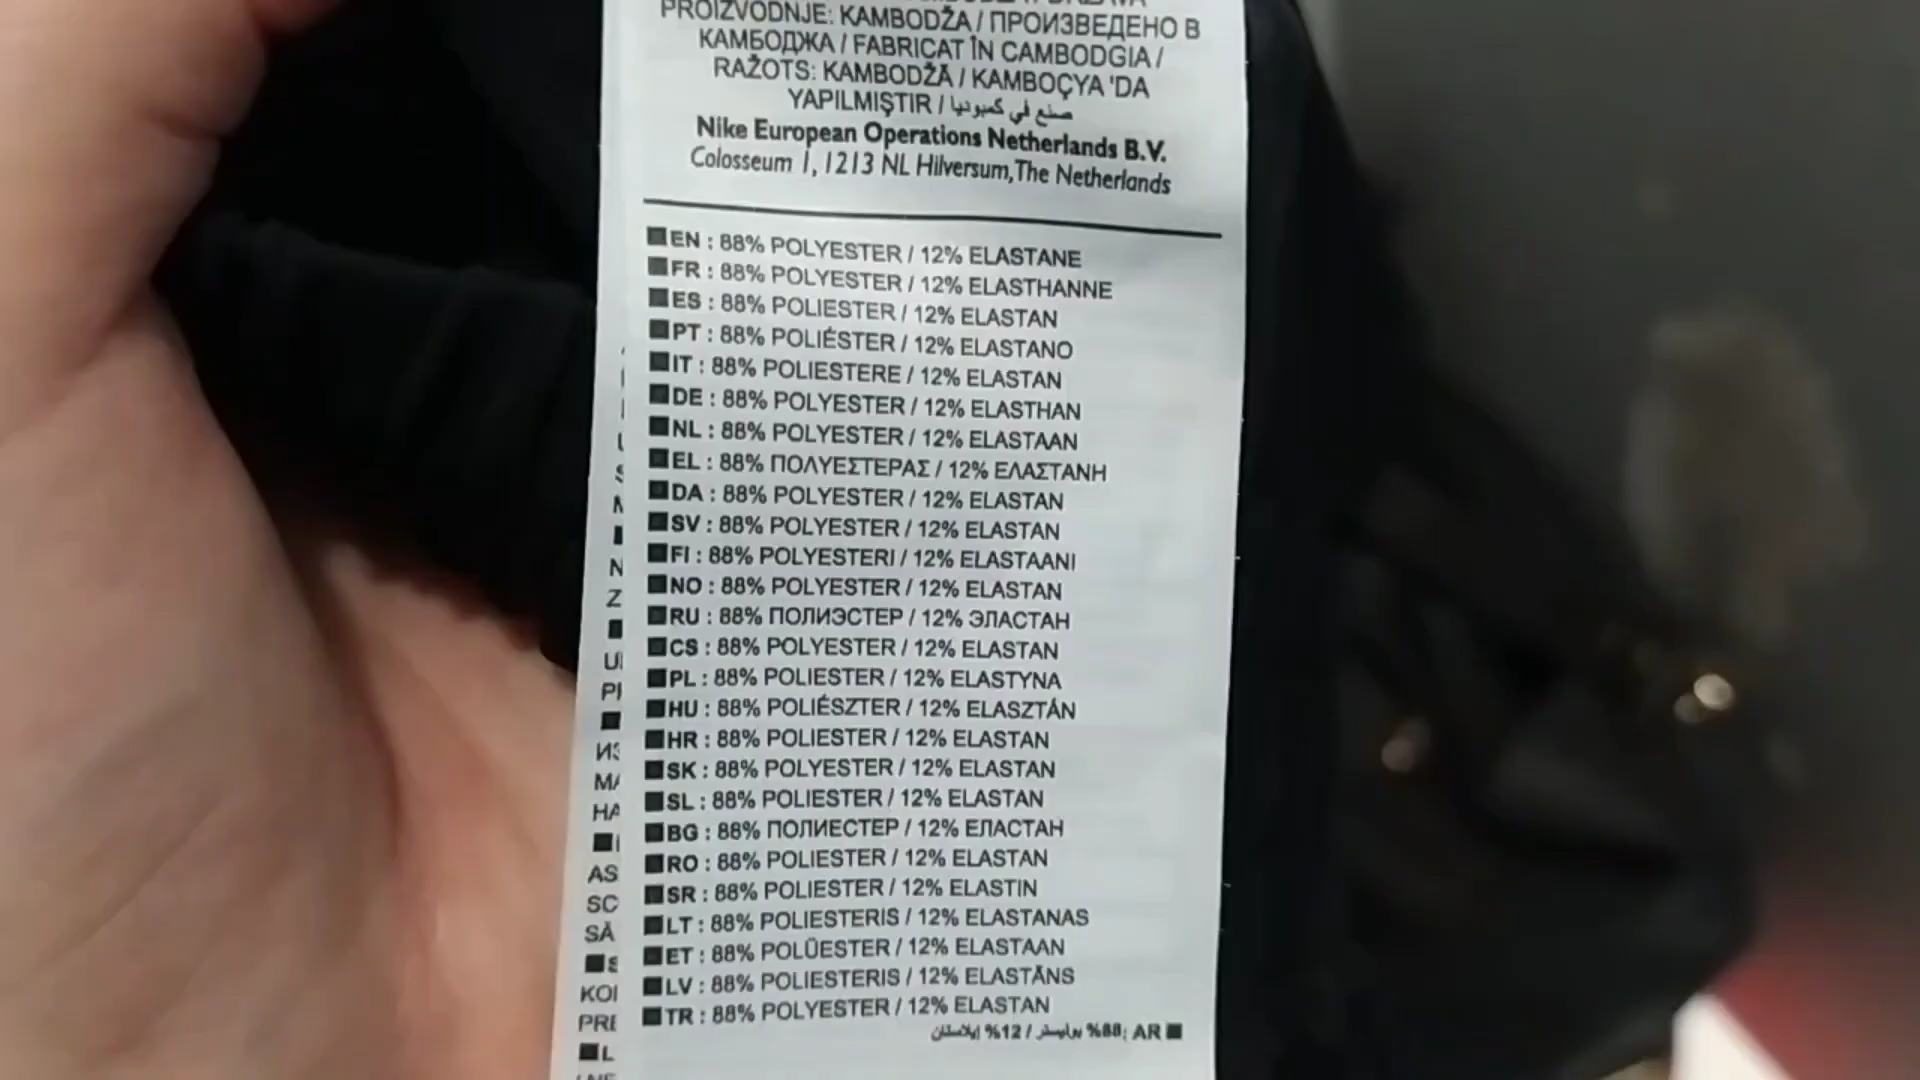 PROIZVODNJE: KAMBODŽA / ПРОИЗВЕДЕНО В
КАМБОДЖА / FABRICAT ÎN CAMBODGIA /
RAŽOTS: KAMBODŽĀ / KAMBOÇYA 'DA
YAPILMIŞTIR / صنع في كمبوديا
Nike European Operations Netherlands B.V.
Colosseum 1, 1213 NL Hilversum, The Netherlands
EN : 88% POLYESTER / 12% ELASTANE
FR : 88% POLYESTER / 12% ELASTHANNE
ES : 88% POLIESTER / 12% ELASTAN
PT : 88% POLIÉSTER / 12% ELASTANO
IT : 88% POLIESTERE / 12% ELASTAN
DE : 88% POLYESTER / 12% ELASTHAN
NL : 88% POLYESTER / 12% ELASTAAN
EL : 88% ΠΟΛΥΕΣΤΕΡΑΣ / 12% ΕΛΑΣΤΑΝΗ
DA : 88% POLYESTER / 12% ELASTAN
SV : 88% POLYESTER / 12% ELASTAN
FI : 88% POLYESTERI / 12% ELASTAANI
NO : 88% POLYESTER / 12% ELASTAN
RU : 88% ПОЛИЭСТЕР / 12% ЭЛАСТАН
CS : 88% POLYESTER / 12% ELASTAN
PL : 88% POLIESTER / 12% ELASTYNA
HU : 88% POLIÉSZTER / 12% ELASZTÁN
HR : 88% POLIESTER / 12% ELASTAN
SK : 88% POLYESTER / 12% ELASTAN
SL : 88% POLIESTER / 12% ELASTAN
BG : 88% ПОЛИЕСТЕР / 12% ЕЛАСТАН
RO : 88% POLIESTER / 12% ELASTAN
SR : 88% POLIESTER / 12% ELASTIN
LT : 88% POLIESTERIS / 12% ELASTANAS
ET : 88% POLÜESTER / 12% ELASTAAN
LV : 88% POLIESTERIS / 12% ELASTĀNS
TR : 88% POLYESTER / 12% ELASTAN
AR :88% بوليستر / 12% إيلاستان